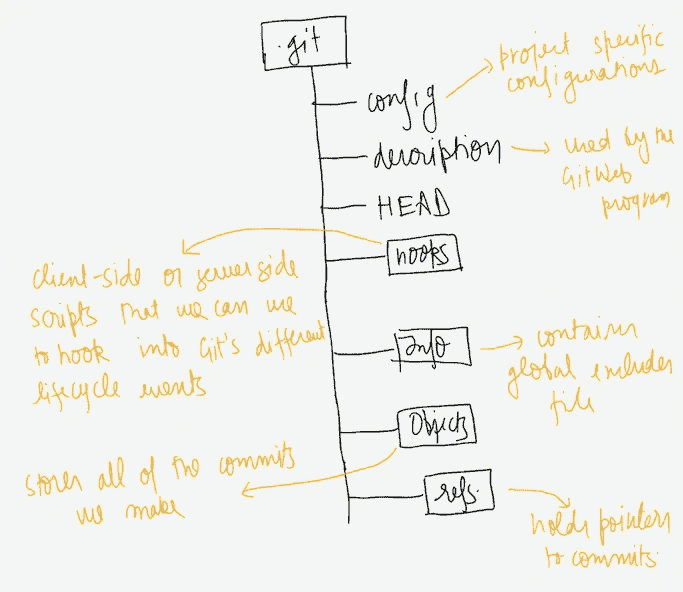 .git
config
project specific
configurations
description
used by the
GitWeb
program
HEAD
hooks
client-side or server side
scripts that we can use
to hook into Git's different
lifecycle events
Info
contains
global excludes
file
Objects
stores all of the commits
we make
refs.
holds pointers
to commits.